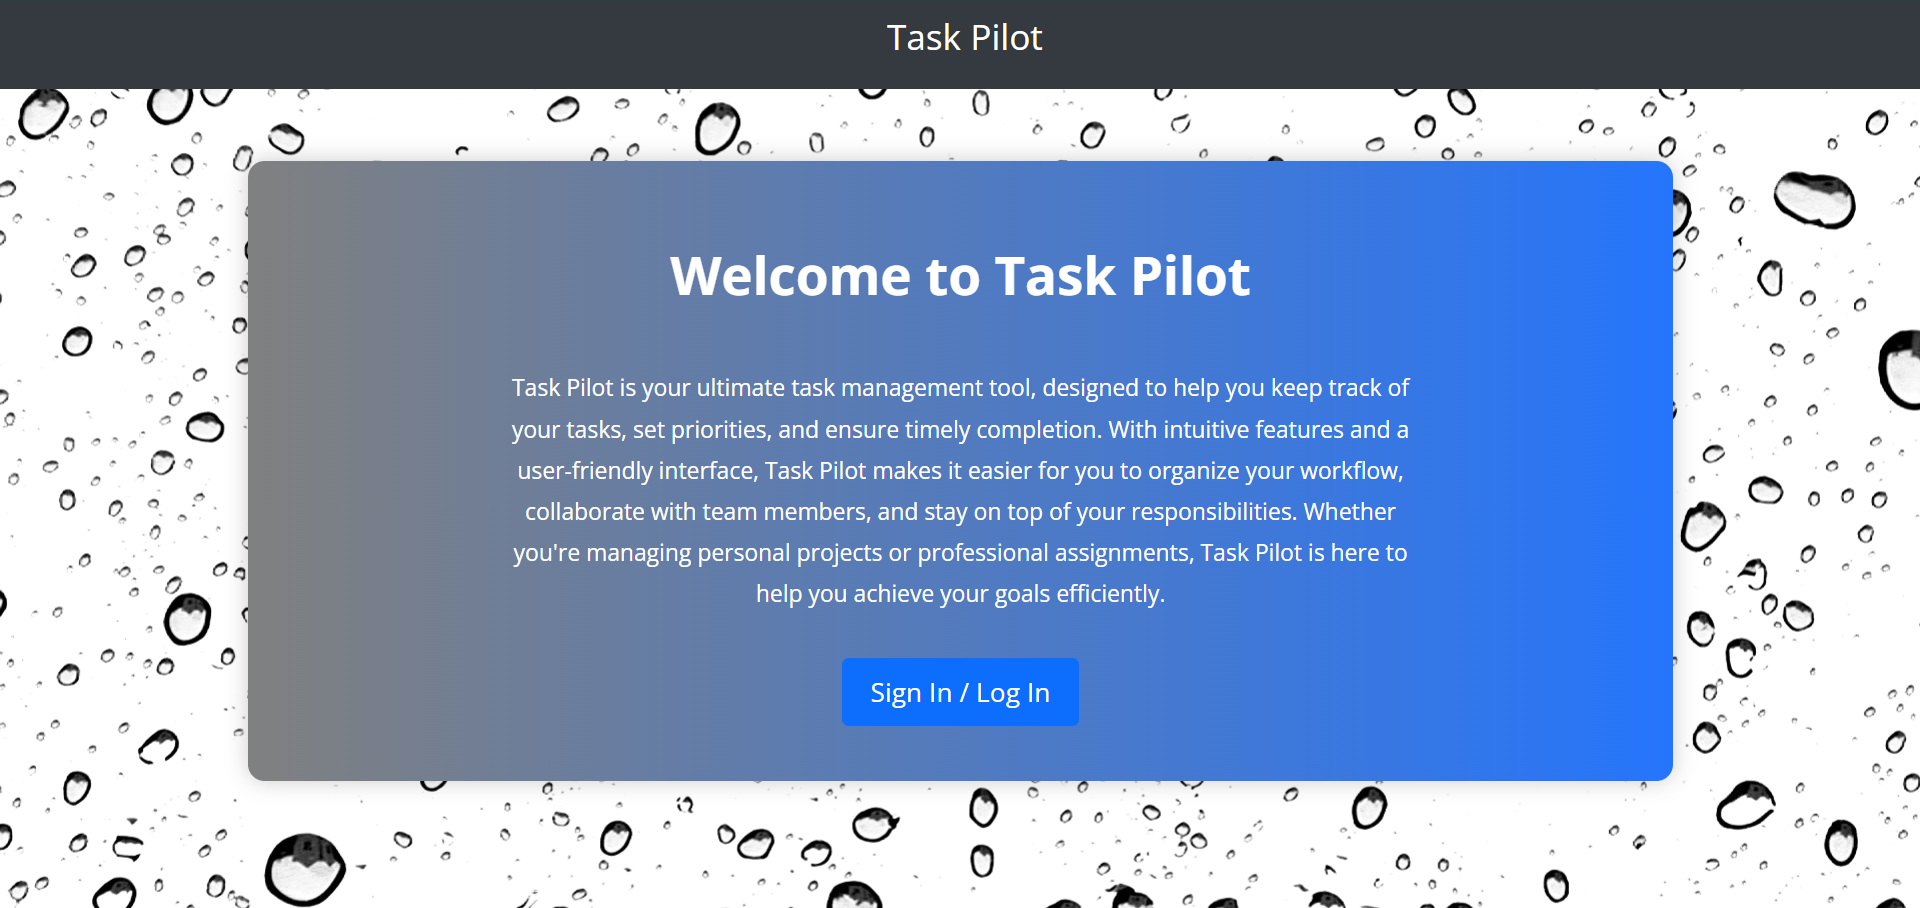 Task Pilot
Welcome to Task Pilot
Task Pilot is your ultimate task management tool, designed to help you keep track of
your tasks, set priorities, and ensure timely completion. With intuitive features and a
user-friendly interface, Task Pilot makes it easier for you to organize your workflow,
collaborate with team members, and stay on top of your responsibilities. Whether
you're managing personal projects or professional assignments, Task Pilot is here to
help you achieve your goals efficiently.
Sign In / Log In